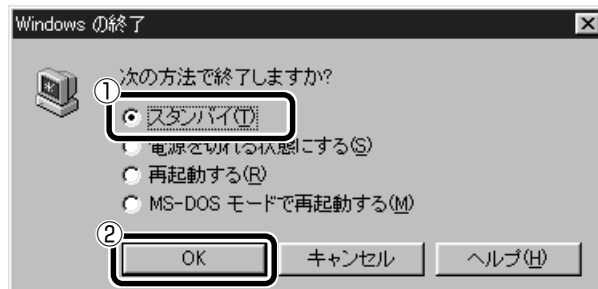 Windows の終了
次の方法で終了しますか?
①
スタンバイ(T)
電源を切れる状態にする(S)
再起動する(R)
MS-DOS モードで再起動する(M)
②
OK キャンセル ヘルプ(H)